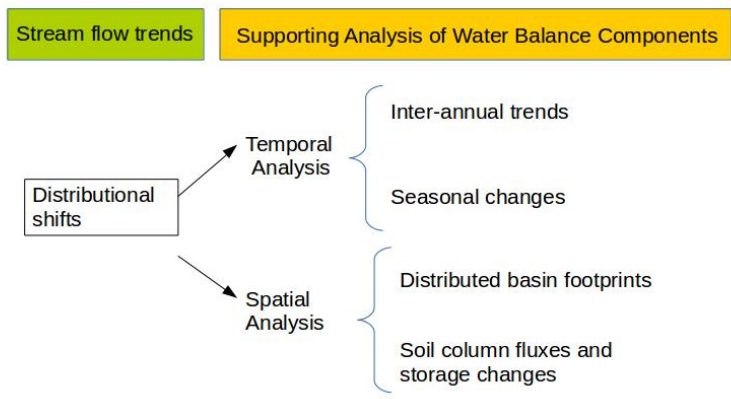 Stream flow trends
Supporting Analysis of Water Balance Components
Temporal
Analysis
Inter-annual trends
Seasonal changes
Distributional
shifts
Spatial
Analysis
Distributed basin footprints
Soil column fluxes and
storage changes